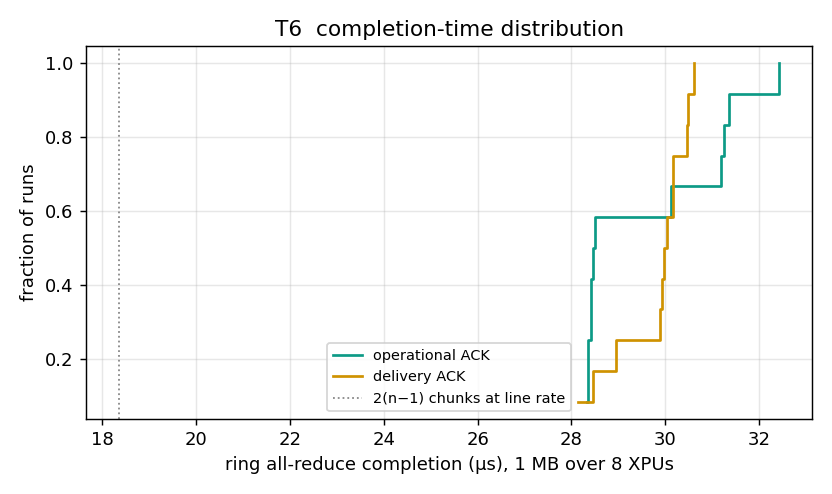 T6 completion-time distribution
fraction of runs
1.0
0.8
0.6
0.4
0.2
operational ACK
delivery ACK
2(n−1) chunks at line rate
18 20 22 24 26 28 30 32
ring all-reduce completion (µs), 1 MB over 8 XPUs